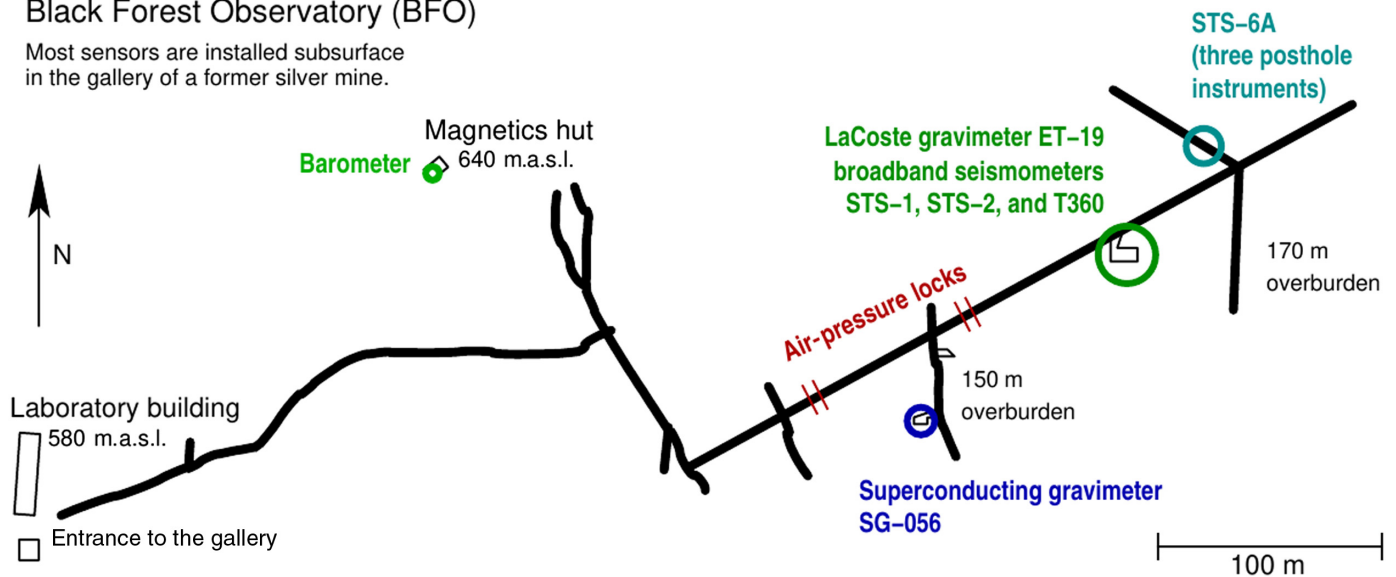 Black Forest Observatory (BFO)
Most sensors are installed subsurface
in the gallery of a former silver mine.
STS−6A
(three posthole
instruments)
Magnetics hut
640 m.a.s.l.
Barometer
LaCoste gravimeter ET−19
broadband seismometers
STS−1, STS−2, and T360
N
170 m
overburden
Air-pressure locks
150 m
overburden
Laboratory building
580 m.a.s.l.
Superconducting gravimeter
SG−056
Entrance to the gallery
100 m